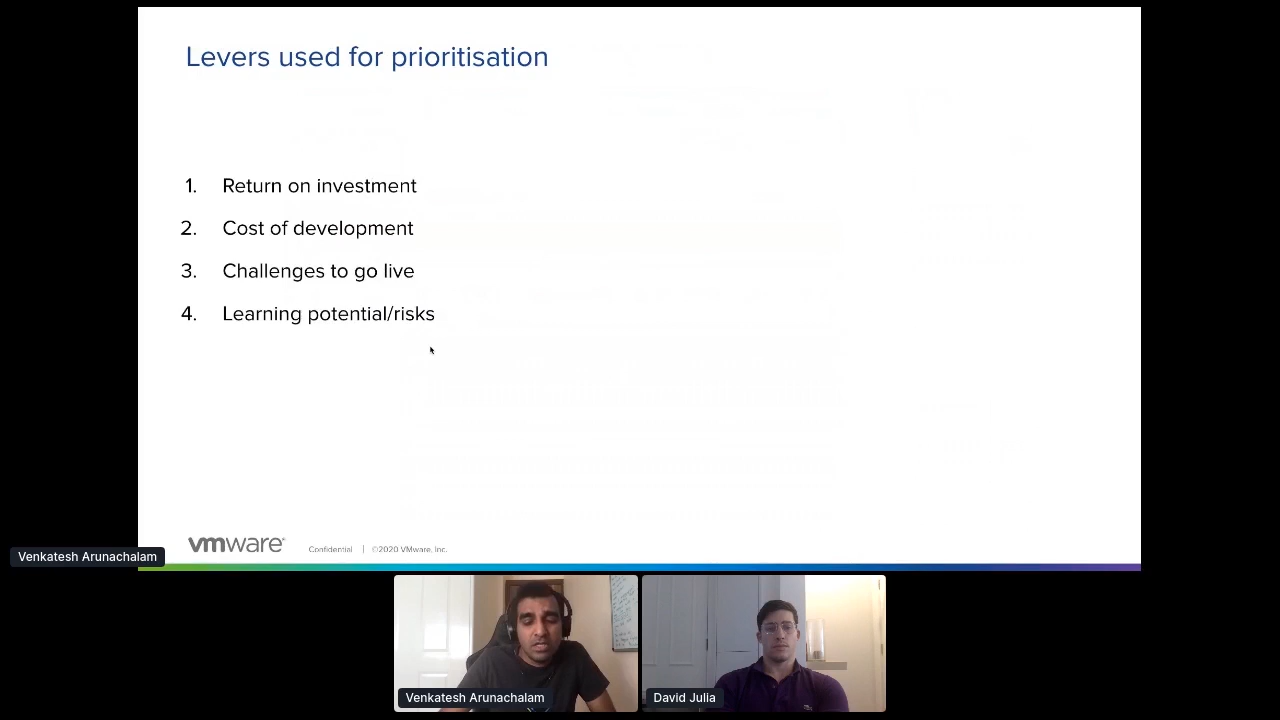 Levers used for prioritisation
1. Return on investment
2. Cost of development
3. Challenges to go live
4. Learning potential/risks
vmware Confidential | ©2020 VMware, Inc.
Venkatesh Arunachalam
Venkatesh Arunachalam
David Julia